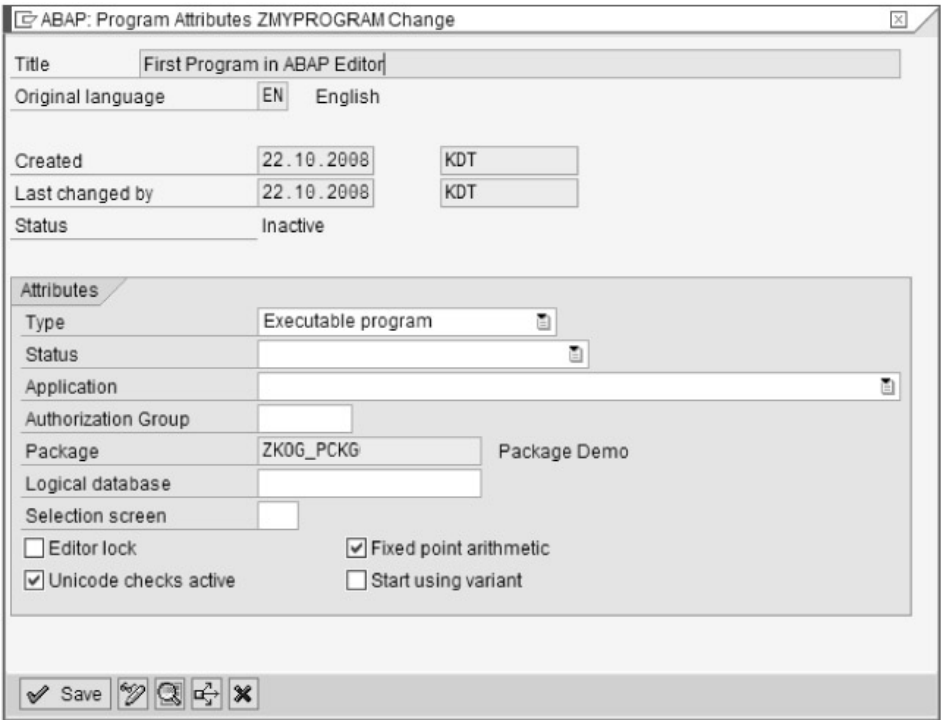 ABAP: Program Attributes ZMYPROGRAM Change
Title First Program in ABAP Editor
Original language EN English
Created 22.10.2008 KDT
Last changed by 22.10.2008 KDT
Status Inactive
Attributes
Type Executable program
Status
Application
Authorization Group
Package ZKOG_PCKG Package Demo
Logical database
Selection screen
Editor lock Fixed point arithmetic
Unicode checks active Start using variant
Save